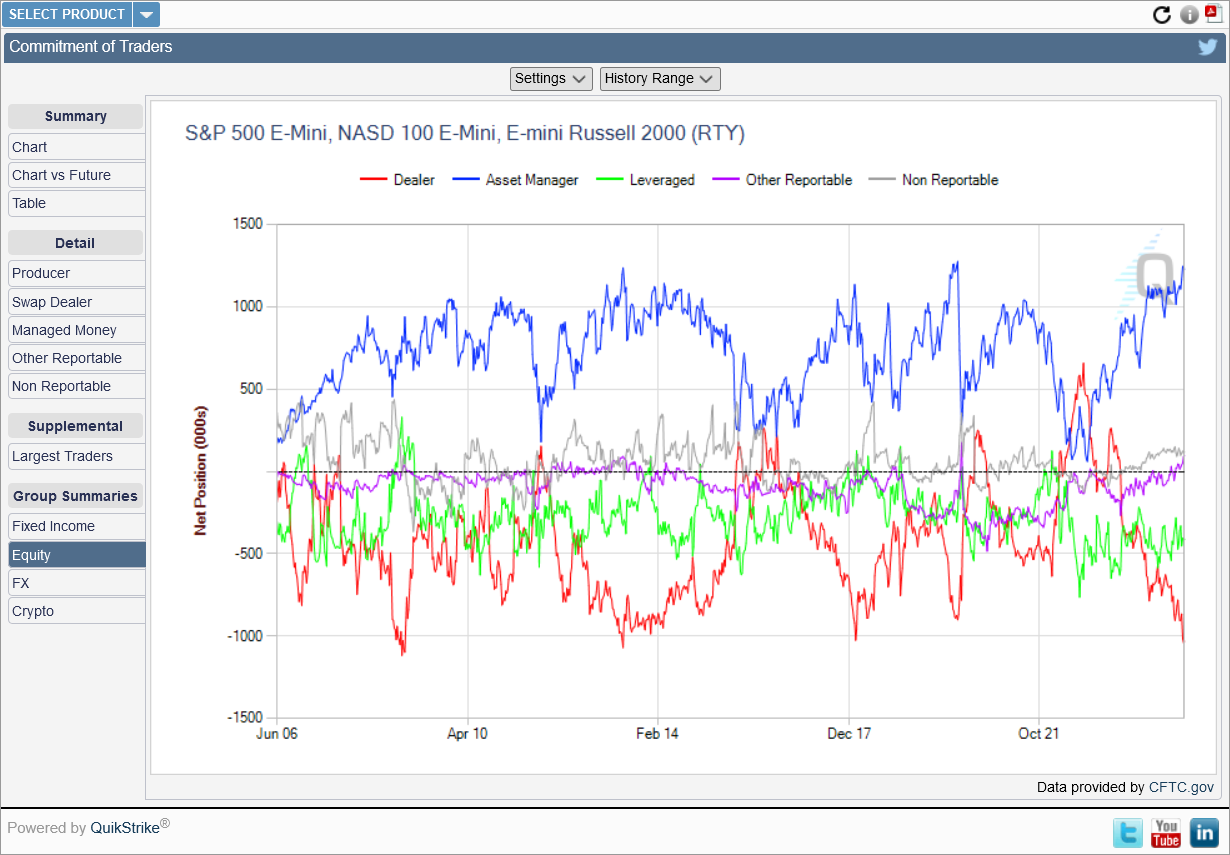 SELECT PRODUCT
Commitment of Traders
Settings
History Range
Summary
Chart
Chart vs Future
Table
Detail
Producer
Swap Dealer
Managed Money
Other Reportable
Non Reportable
Supplemental
Largest Traders
Group Summaries
Fixed Income
Equity
FX
Crypto
S&P 500 E-Mini, NASD 100 E-Mini, E-mini Russell 2000 (RTY)
Dealer Asset Manager Leveraged Other Reportable Non Reportable
Net Position (000s)
1500
1000
500
-500
-1000
-1500
Jun 06 Apr 10 Feb 14 Dec 17 Oct 21
Q
Data provided by CFTC.gov
Powered by QuikStrike®
You Tube
in